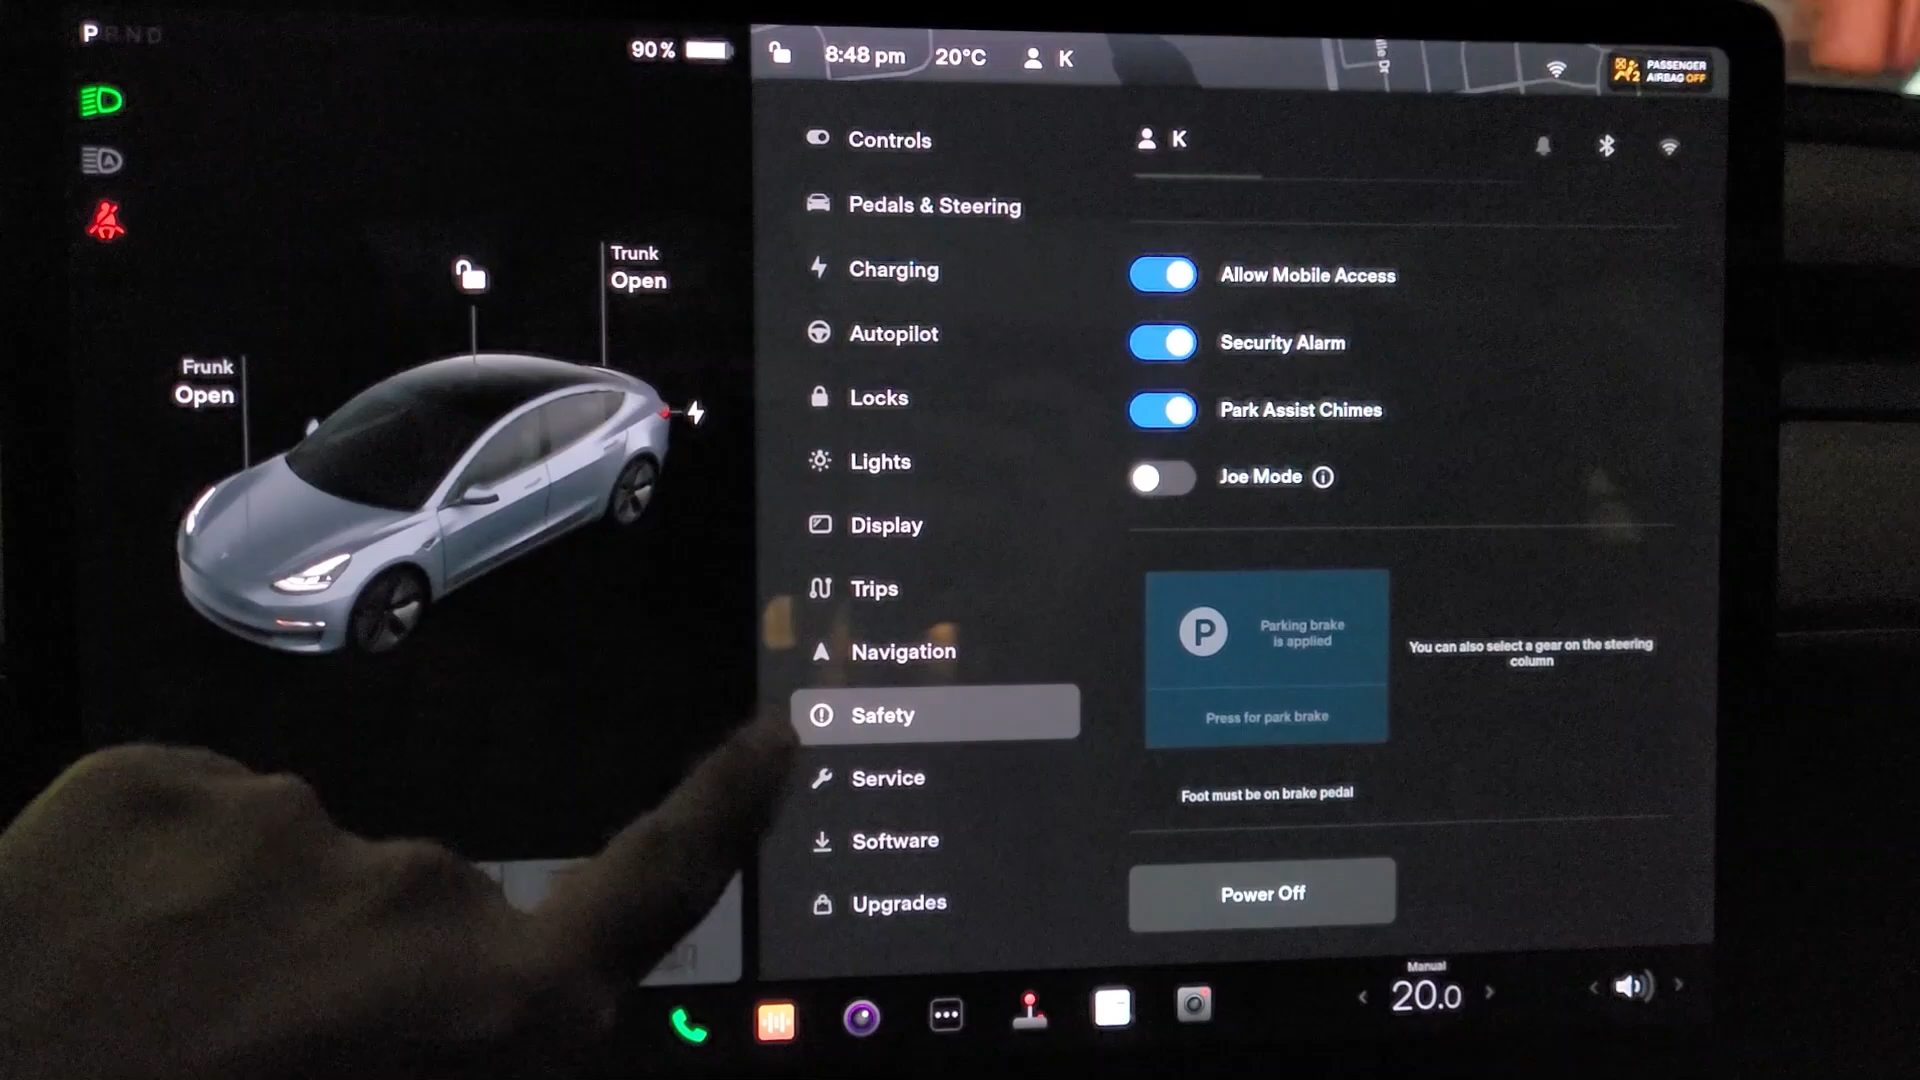 P R N D
90 %
8:48 pm
20°C
K
PASSENGER
AIRBAG OFF
Trunk
Open
Frunk
Open
Controls
Pedals & Steering
Charging
Autopilot
Locks
Lights
Display
Trips
Navigation
Safety
Service
Software
Upgrades
K
Allow Mobile Access
Security Alarm
Park Assist Chimes
Joe Mode
P
Parking brake
is applied
Press for park brake
You can also select a gear on the steering
column
Foot must be on brake pedal
Power Off
Manual
20.0